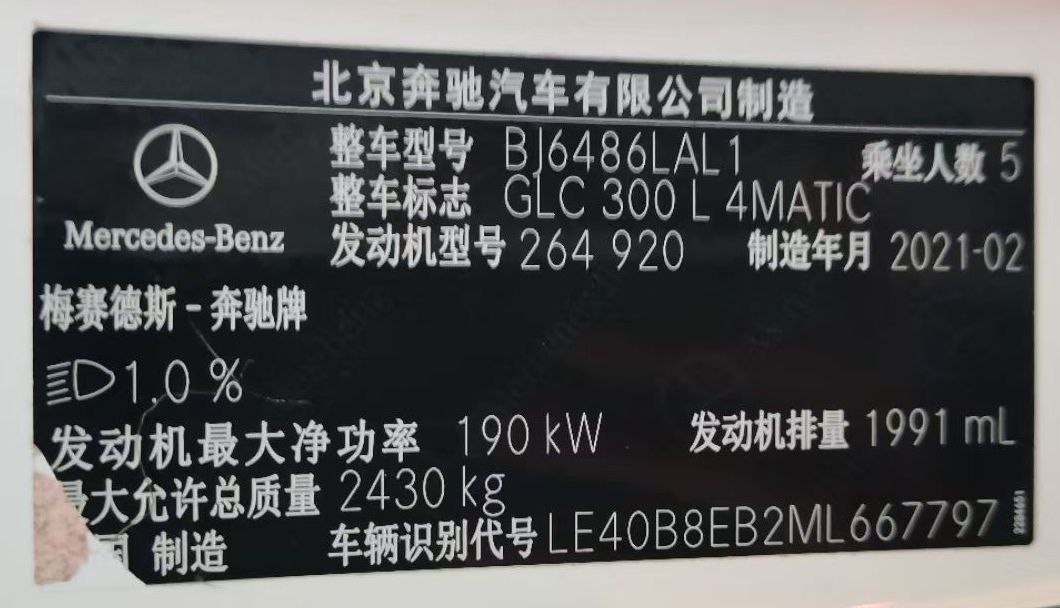 北京奔驰汽车有限公司制造
整车型号 BJ6486LAL1 乘坐人数 5
整车标志 GLC 300 L 4MATIC
Mercedes-Benz
发动机型号 264 920 制造年月 2021-02
梅赛德斯 - 奔驰牌
1.0 %
发动机最大净功率 190 kW 发动机排量 1991 mL
最大允许总质量 2430 kg
国 制造 车辆识别代号 LE40B8EB2ML667797